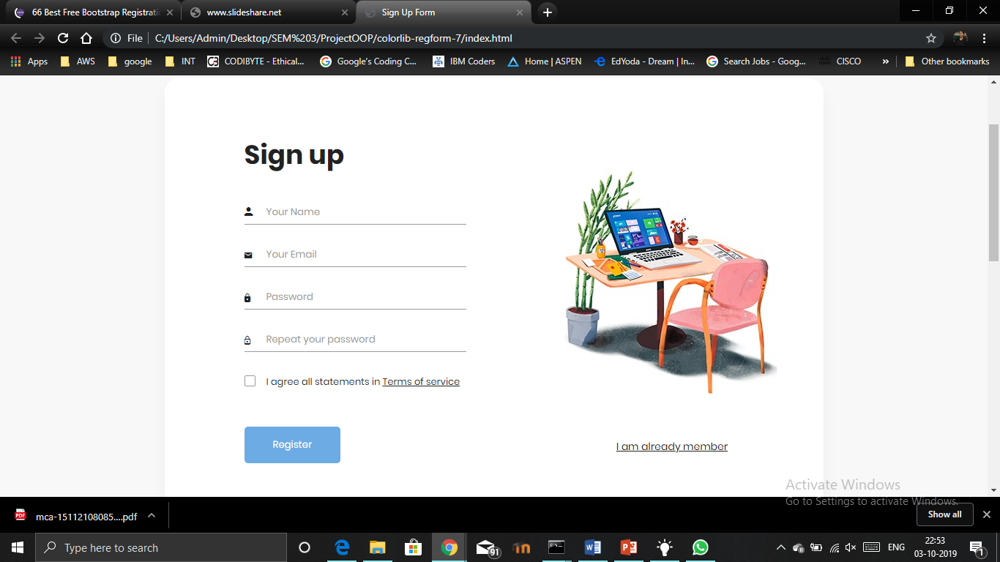 66 Best Free Bootstrap Registrati
www.slideshare.net
Sign Up Form
File
C:/Users/Admin/Desktop/SEM%203/ProjectOOP/colorlib-regform-7/index.html
Apps
AWS
google
INT
CODIBYTE - Ethical...
Google's Coding C...
IBM Coders
Home | ASPEN
EdYoda - Dream | In...
Search Jobs - Goog...
CISCO
»
Other bookmarks
Sign up
Your Name
Your Email
Password
Repeat your password
I agree all statements in Terms of service
Register
I am already member
Activate Windows
Go to Settings to activate Windows.
PDF
mca-15112108085....pdf
Show all
Type here to search
91
ENG
22:53
03-10-2019
1